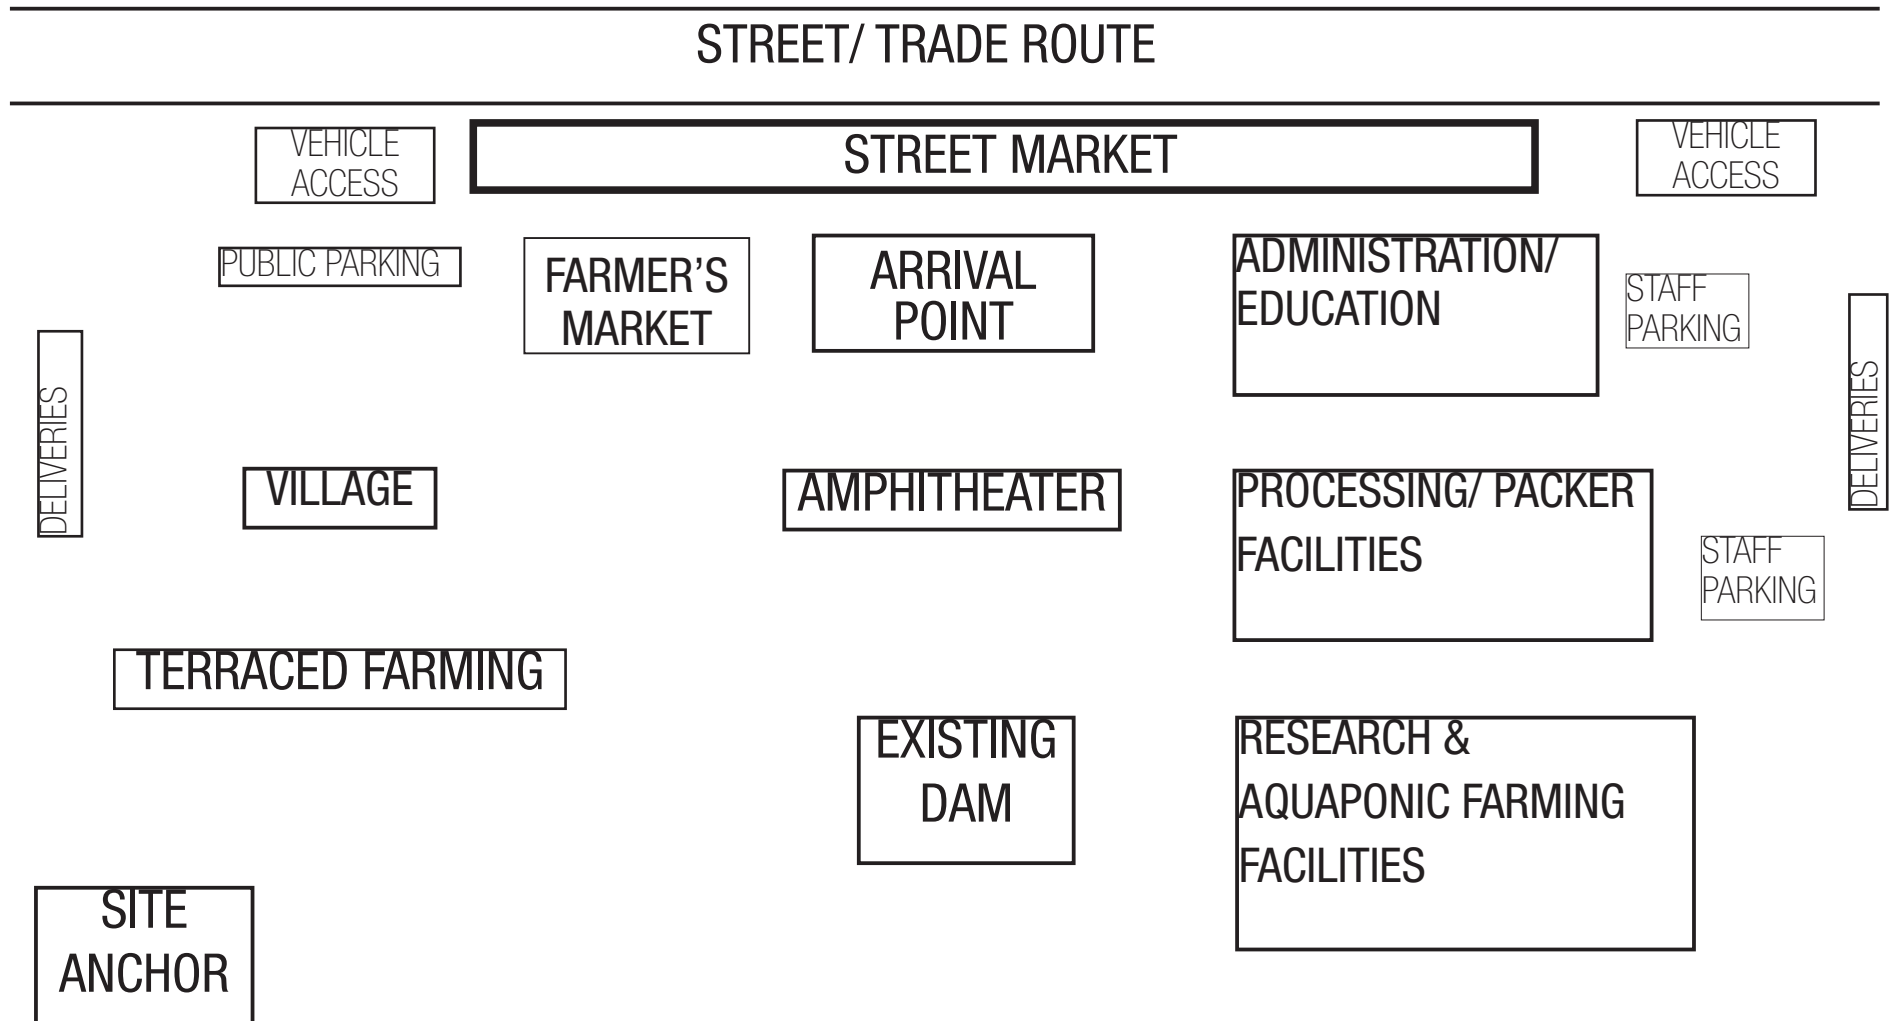 STREET/ TRADE ROUTE
VEHICLE
ACCESS
STREET MARKET
VEHICLE
ACCESS
PUBLIC PARKING
FARMER'S
MARKET
ARRIVAL
POINT
ADMINISTRATION/
EDUCATION
STAFF
PARKING
DELIVERIES
DELIVERIES
VILLAGE
AMPHITHEATER
PROCESSING/ PACKER
FACILITIES
STAFF
PARKING
TERRACED FARMING
EXISTING
DAM
RESEARCH &
AQUAPONIC FARMING
FACILITIES
SITE
ANCHOR